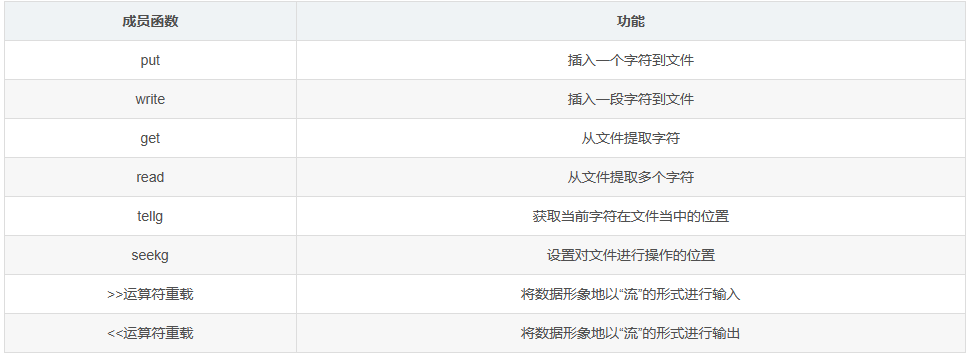 成员函数 功能
put 插入一个字符到文件
write 插入一段字符到文件
get 从文件提取字符
read 从文件提取多个字符
tellg 获取当前字符在文件当中的位置
seekg 设置对文件进行操作的位置
>>运算符重载 将数据形象地以“流”的形式进行输入
<<运算符重载 将数据形象地以“流”的形式进行输出